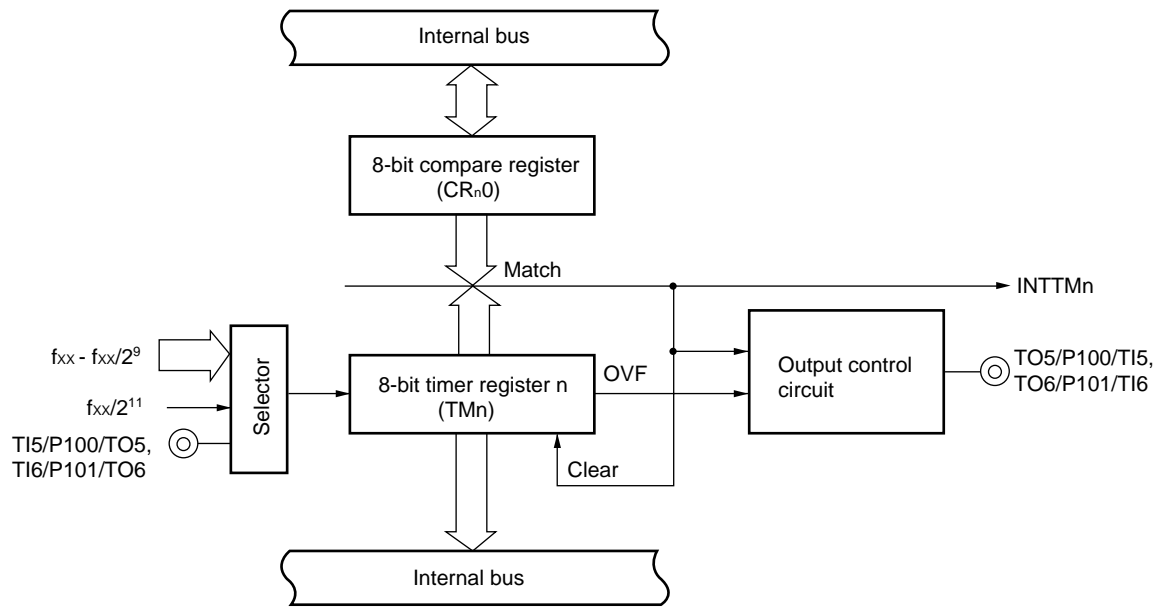 Internal bus
8-bit compare register
(CRn0)
Match
INTTMn
fXX - fXX/2⁹
fXX/2¹¹
TI5/P100/TO5,
TI6/P101/TO6
Selector
8-bit timer register n
(TMn)
OVF
Clear
Output control
circuit
TO5/P100/TI5,
TO6/P101/TI6
Internal bus